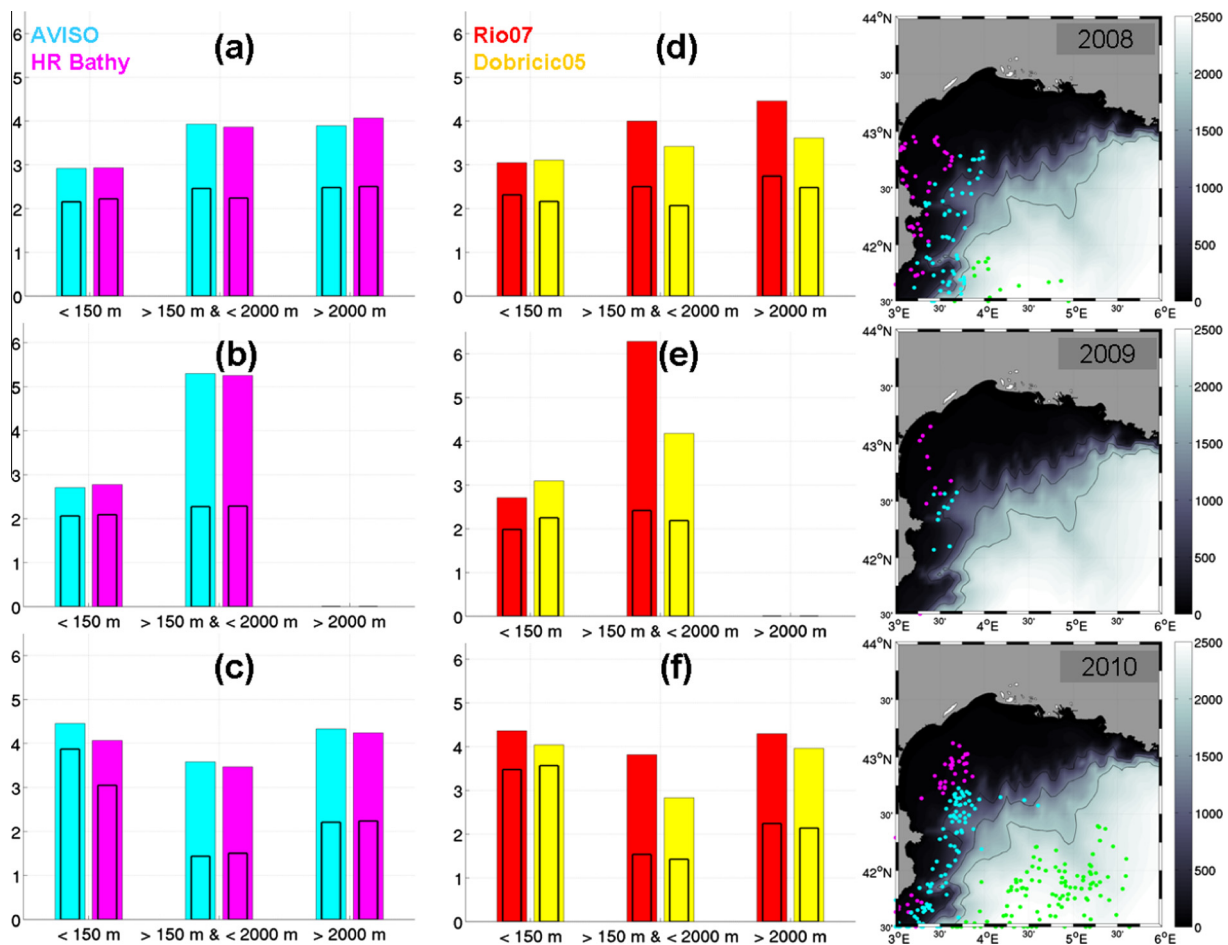 AVISO
HR Bathy
(a)
6
5
4
3
2
1
0
< 150 m > 150 m & < 2000 m > 2000 m
Rio07
Dobricic05
(d)
6
5
4
3
2
1
0
< 150 m > 150 m & < 2000 m > 2000 m
2008
44°N
30'
43°N
30'
42°N
30'
3°E 30' 4°E 30' 5°E 30' 6°E
2500
2000
1500
1000
500
0
(b)
6
5
4
3
2
1
0
< 150 m > 150 m & < 2000 m > 2000 m
(e)
6
5
4
3
2
1
0
< 150 m > 150 m & < 2000 m > 2000 m
2009
44°N
30'
43°N
30'
42°N
30'
3°E 30' 4°E 30' 5°E 30' 6°E
2500
2000
1500
1000
500
0
(c)
6
5
4
3
2
1
0
< 150 m > 150 m & < 2000 m > 2000 m
(f)
6
5
4
3
2
1
0
< 150 m > 150 m & < 2000 m > 2000 m
2010
44°N
30'
43°N
30'
42°N
30'
3°E 30' 4°E 30' 5°E 30' 6°E
2500
2000
1500
1000
500
0